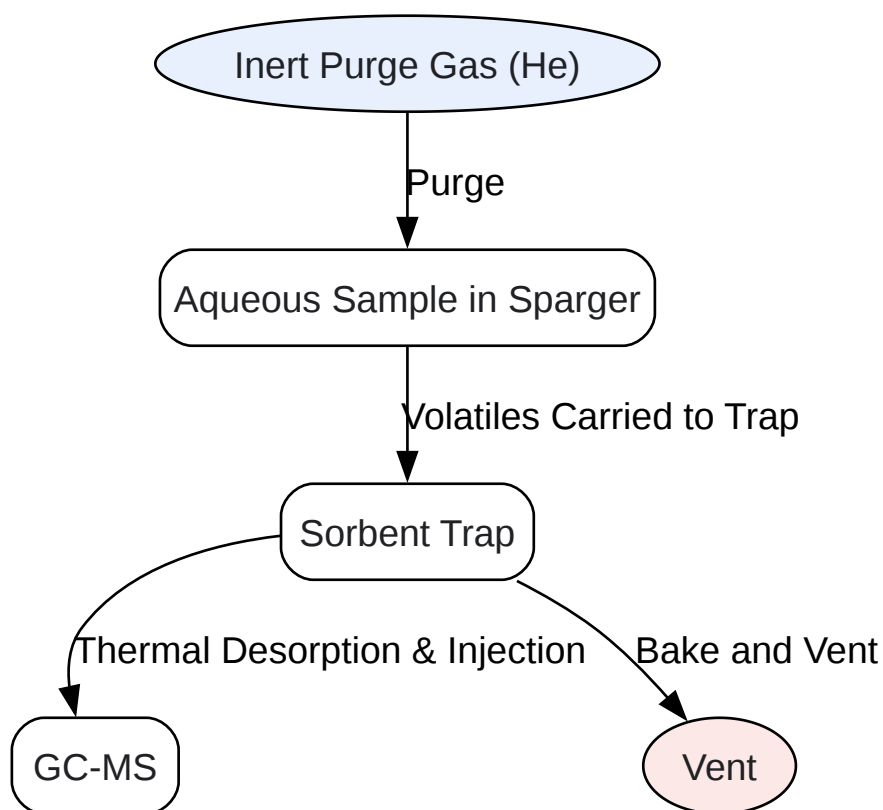 Inert Purge Gas (He)
Purge
Aqueous Sample in Sparger
Volatiles Carried to Trap
Sorbent Trap
Thermal Desorption & Injection
Bake and Vent
GC-MS
Vent